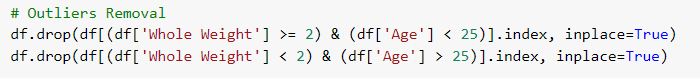 # Outliers Removal
df.drop(df[(df['Whole Weight'] >= 2) & (df['Age'] < 25)].index, inplace=True)
df.drop(df[(df['Whole Weight'] < 2) & (df['Age'] > 25)].index, inplace=True)